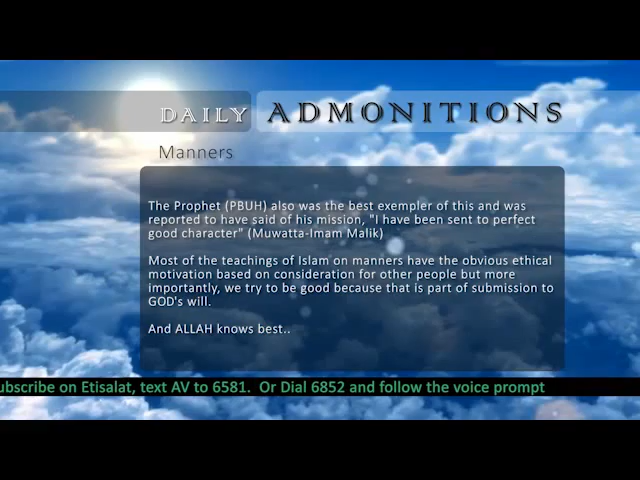 DAILY ADMONITIONS
Manners
The Prophet (PBUH) also was the best exempler of this and was
reported to have said of his mission, "I have been sent to perfect
good character" (Muwatta-Imam Malik)
Most of the teachings of Islam on manners have the obvious ethical
motivation based on consideration for other people but more
importantly, we try to be good because that is part of submission to
GOD's will.
And ALLAH knows best..
ubscribe on Etisalat, text AV to 6581. Or Dial 6852 and follow the voice prompt